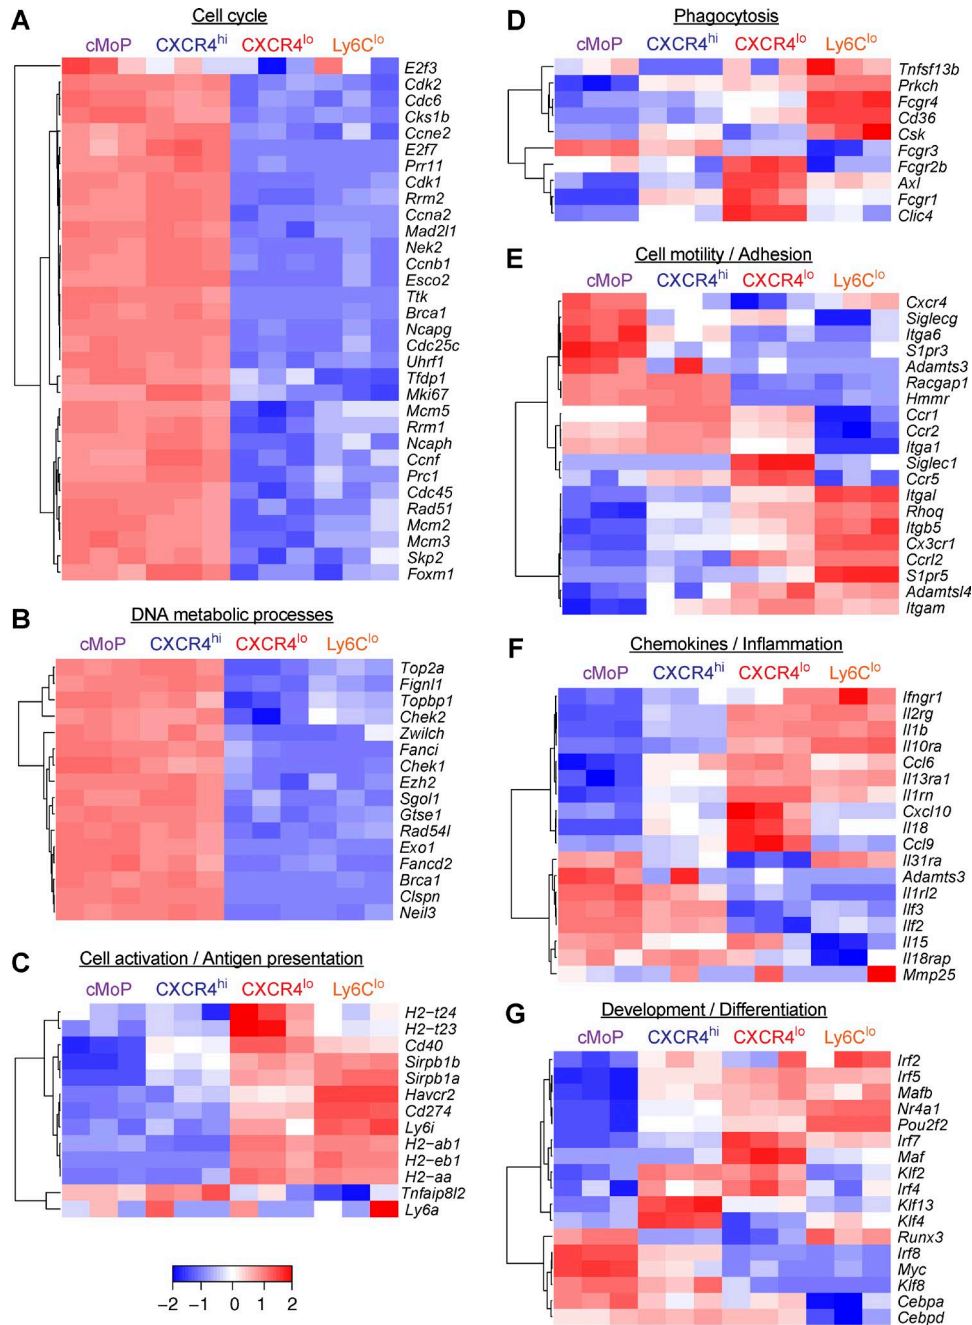 A
Cell cycle
cMoP CXCR4hi CXCR4lo Ly6Clo
E2f3
Cdk2
Cdc6
Cks1b
Ccne2
E2f7
Prr11
Cdk1
Rrm2
Ccna2
Mad2l1
Nek2
Ccnb1
Esco2
Ttk
Brca1
Ncapg
Cdc25c
Uhrf1
Tfdp1
Mki67
Mcm5
Rrm1
Ncaph
Ccnf
Prc1
Cdc45
Rad51
Mcm2
Mcm3
Skp2
Foxm1
B
DNA metabolic processes
cMoP CXCR4hi CXCR4lo Ly6Clo
Top2a
Fignl1
Topbp1
Chek2
Zwilch
Fanci
Chek1
Ezh2
Sgol1
Gtse1
Rad54l
Exo1
Fancd2
Brca1
Clspn
Neil3
C
Cell activation / Antigen presentation
cMoP CXCR4hi CXCR4lo Ly6Clo
H2−t24
H2−t23
Cd40
Sirpb1b
Sirpb1a
Havcr2
Cd274
Ly6i
H2−ab1
H2−eb1
H2−aa
Tnfaip8l2
Ly6a
−2 −1 0 1 2
D
Phagocytosis
cMoP CXCR4hi CXCR4lo Ly6Clo
Tnfsf13b
Prkch
Fcgr4
Cd36
Csk
Fcgr3
Fcgr2b
Axl
Fcgr1
Clic4
E
Cell motility / Adhesion
cMoP CXCR4hi CXCR4lo Ly6Clo
Cxcr4
Siglecg
Itga6
S1pr3
Adamts3
Racgap1
Hmmr
Ccr1
Ccr2
Itga1
Siglec1
Ccr5
Itgal
Rhoq
Itgb5
Cx3cr1
Ccrl2
S1pr5
Adamtsl4
Itgam
F
Chemokines / Inflammation
cMoP CXCR4hi CXCR4lo Ly6Clo
Ifngr1
Il2rg
Il1b
Il10ra
Ccl6
Il13ra1
Il1rn
Cxcl10
Il18
Ccl9
Il31ra
Adamts3
Il1rl2
Ilf3
Ilf2
Il15
Il18rap
Mmp25
G
Development / Differentiation
cMoP CXCR4hi CXCR4lo Ly6Clo
Irf2
Irf5
Mafb
Nr4a1
Pou2f2
Irf7
Maf
Klf2
Irf4
Klf13
Klf4
Runx3
Irf8
Myc
Klf8
Cebpa
Cebpd